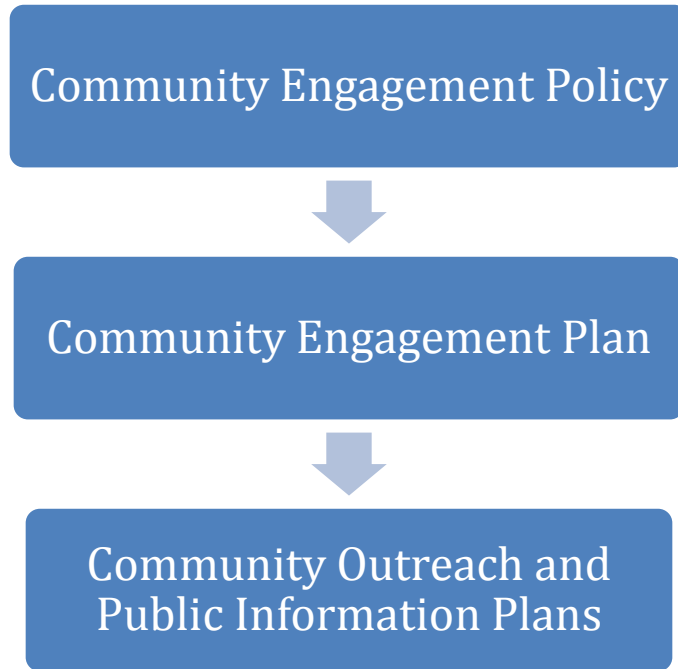 Community Engagement Policy
Community Engagement Plan
Community Outreach and
Public Information Plans